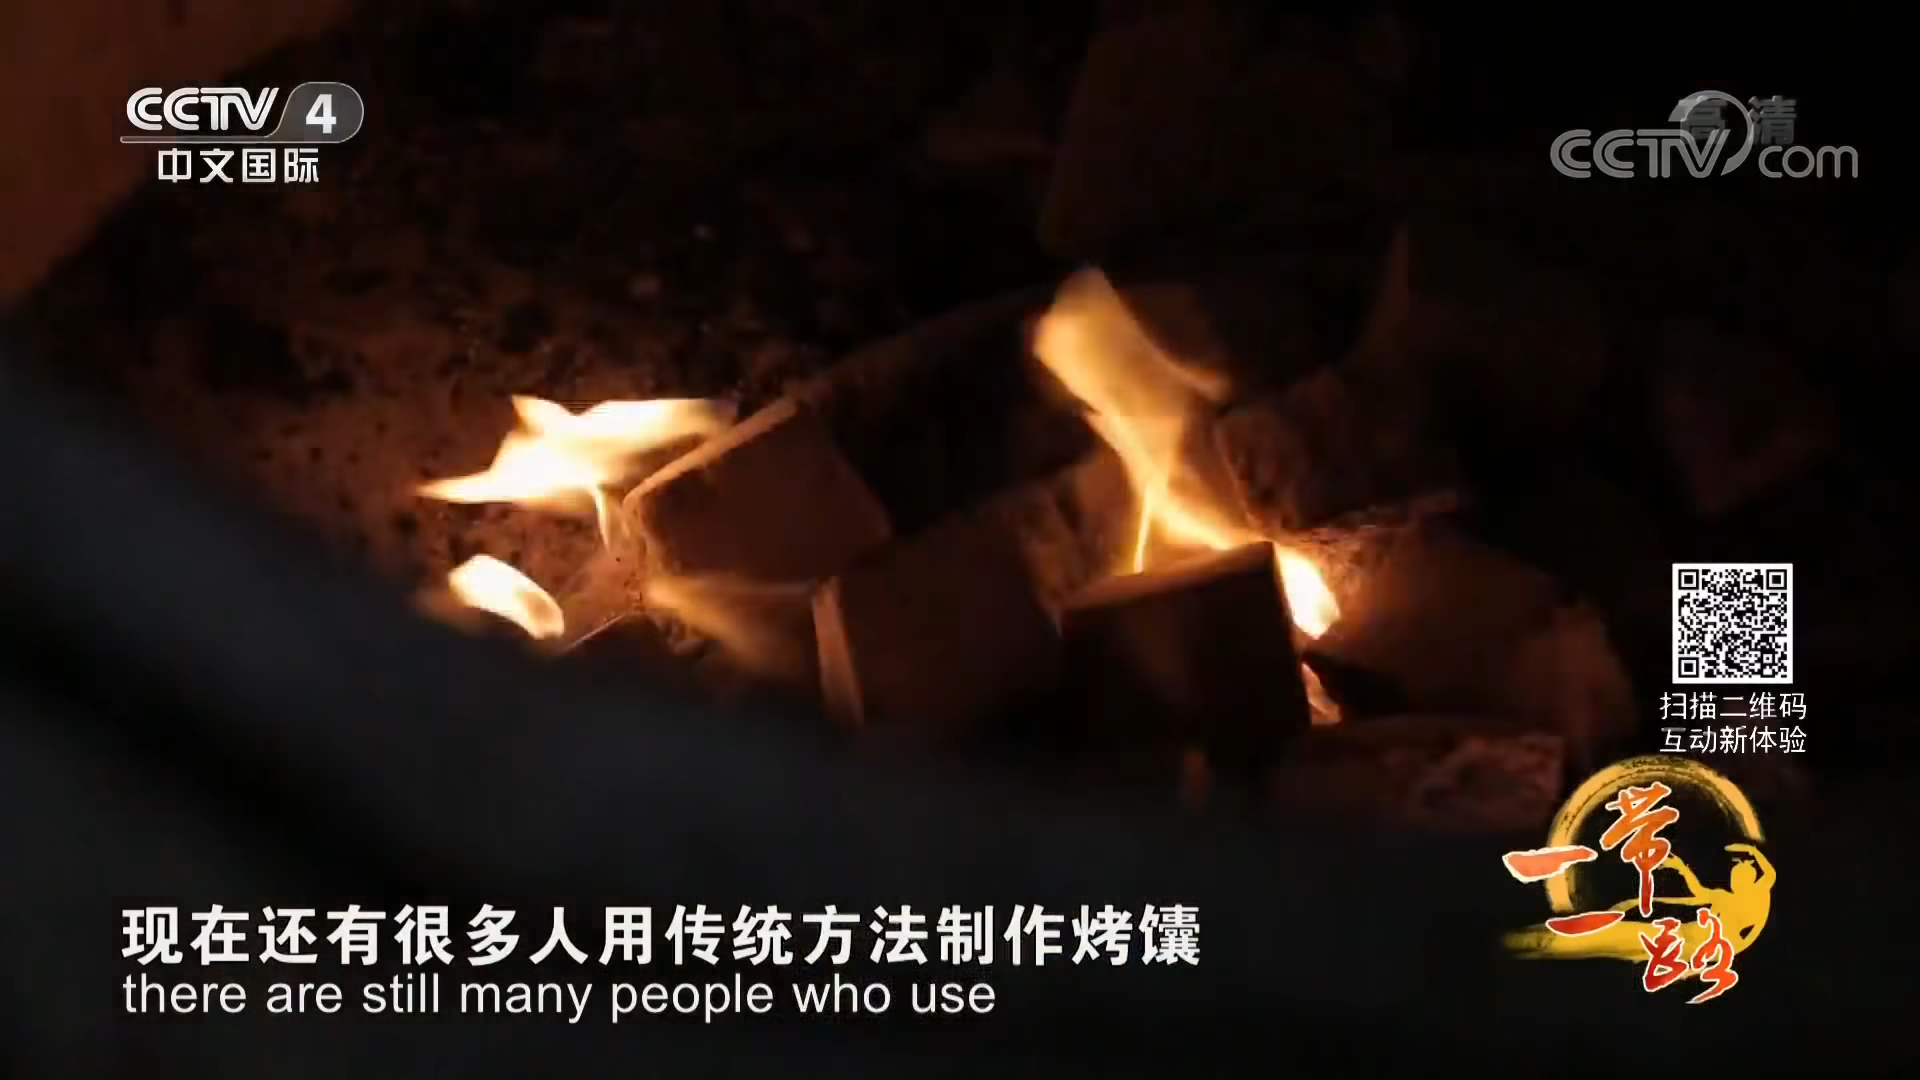 CCTV 4
中文国际
高清
CCTV.com
扫描二维码
互动新体验
一带
一路
现在还有很多人用传统方法制作烤馕
there are still many people who use